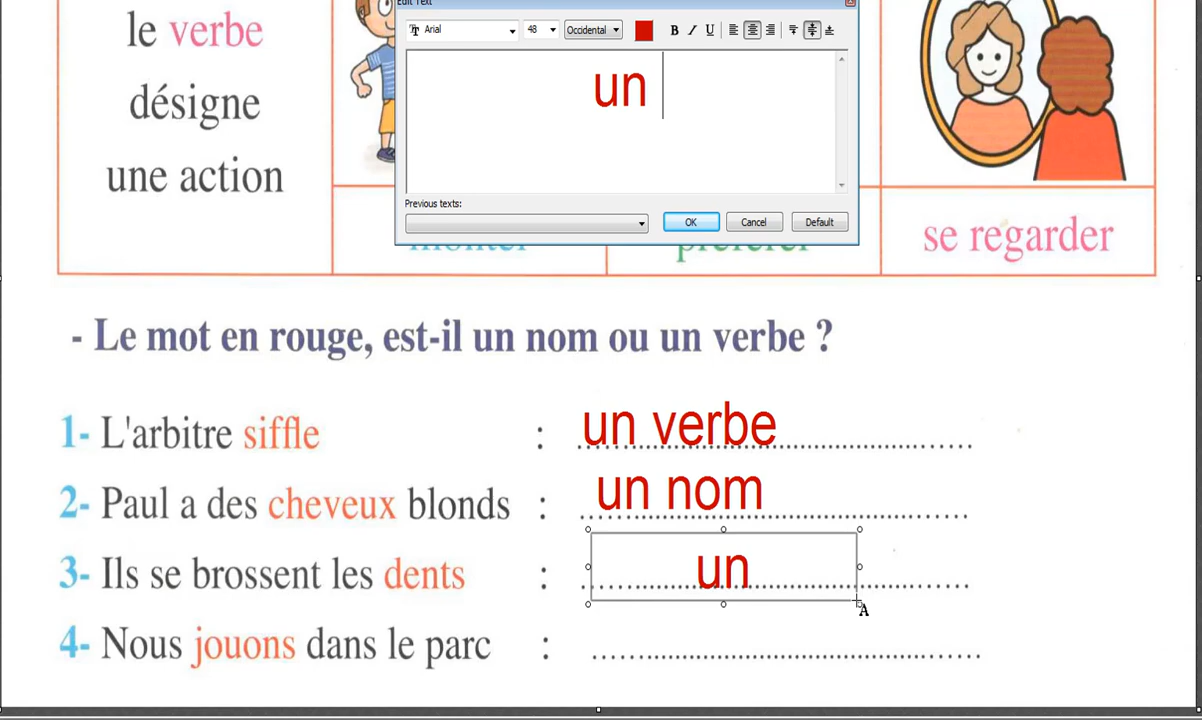 le verbe
désigne
une action
Edit Text
Arial
48
Occidental
B I U
un
Previous texts:
OK
Cancel
Default
monter
préférer
se regarder
- Le mot en rouge, est-il un nom ou un verbe ?
1- L'arbitre siffle : un verbe
2- Paul a des cheveux blonds : un nom
3- Ils se brossent les dents : un
4- Nous jouons dans le parc : ........................................